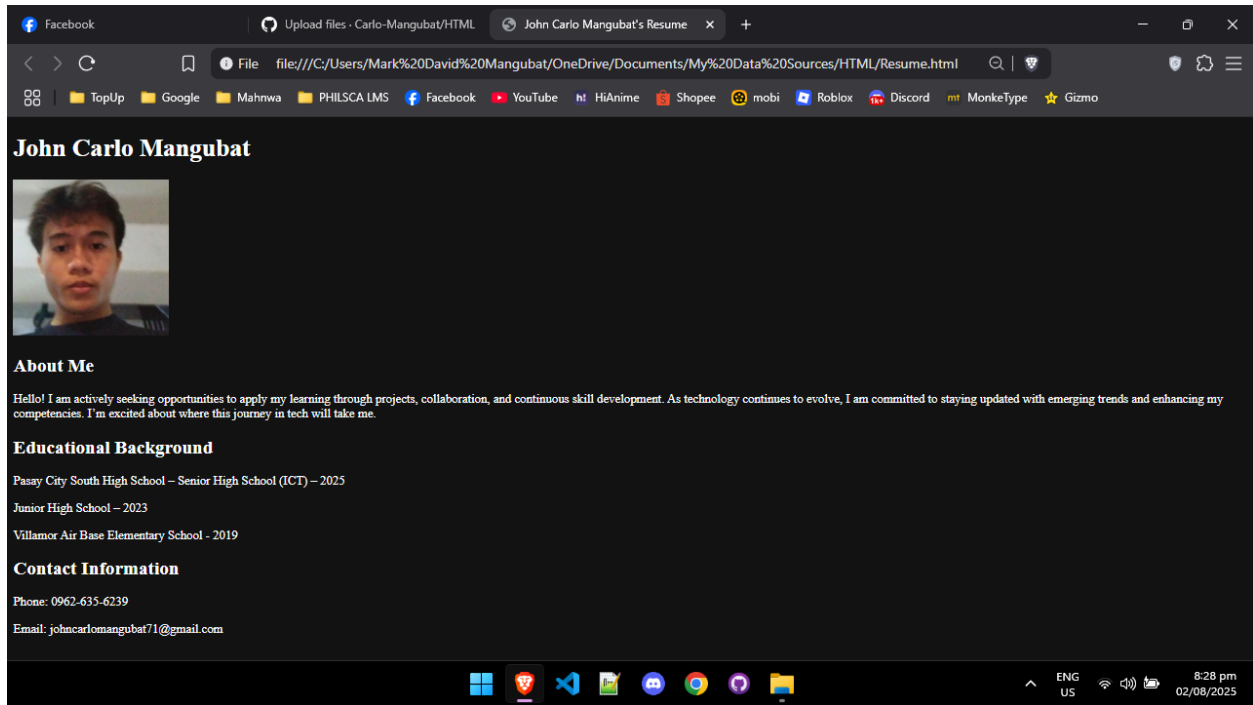 Facebook
Upload files · Carlo-Mangubat/HTML
John Carlo Mangubat's Resume
File file:///C:/Users/Mark%20David%20Mangubat/OneDrive/Documents/My%20Data%20Sources/HTML/Resume.html
TopUp Google Mahnwa PHILSCA LMS Facebook YouTube h! HiAnime Shopee mobi Roblox 1k+ Discord mt MonkeType Gizmo
John Carlo Mangubat
About Me
Hello! I am actively seeking opportunities to apply my learning through projects, collaboration, and continuous skill development. As technology continues to evolve, I am committed to staying updated with emerging trends and enhancing my
competencies. I’m excited about where this journey in tech will take me.
Educational Background
Pasay City South High School – Senior High School (ICT) – 2025
Junior High School – 2023
Villamor Air Base Elementary School - 2019
Contact Information
Phone: 0962-635-6239
Email: johncarlomangubat71@gmail.com
ENG
US
8:28 pm
02/08/2025